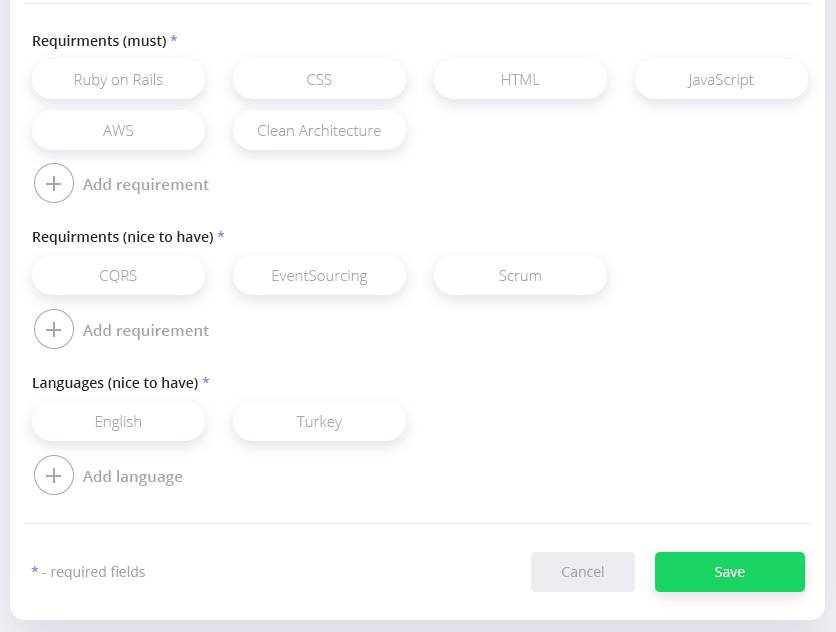 Requirments (must) *
Ruby on Rails CSS HTML JavaScript
AWS Clean Architecture
Add requirement
Requirments (nice to have) *
CQRS EventSourcing Scrum
Add requirement
Languages (nice to have) *
English Turkey
Add language
* - required fields Cancel Save